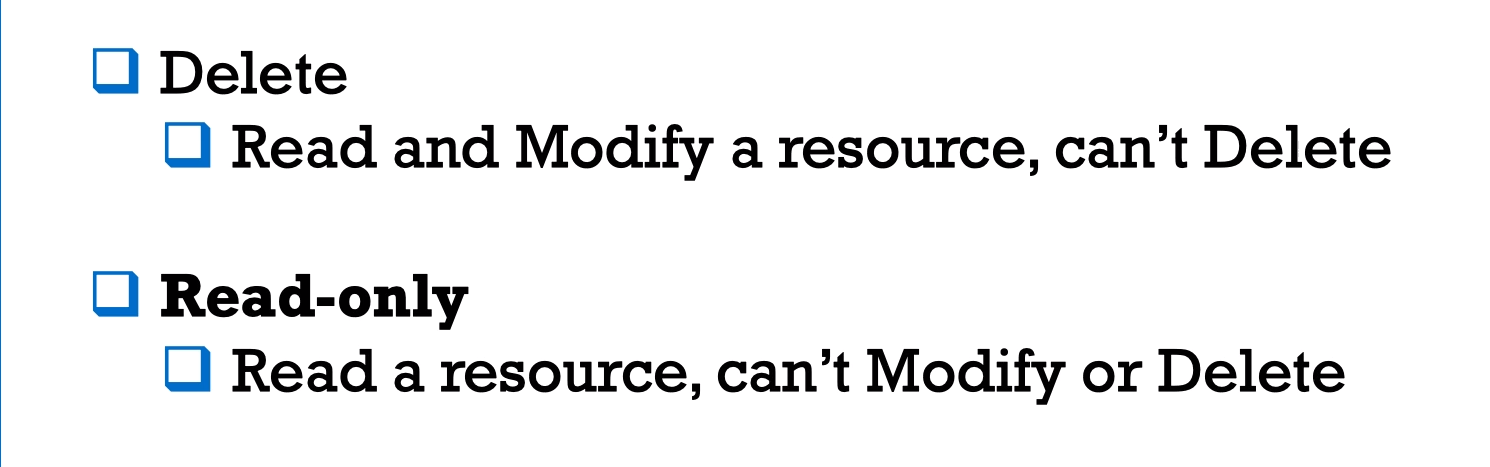 Delete
Read and Modify a resource, can’t Delete
Read-only
Read a resource, can’t Modify or Delete